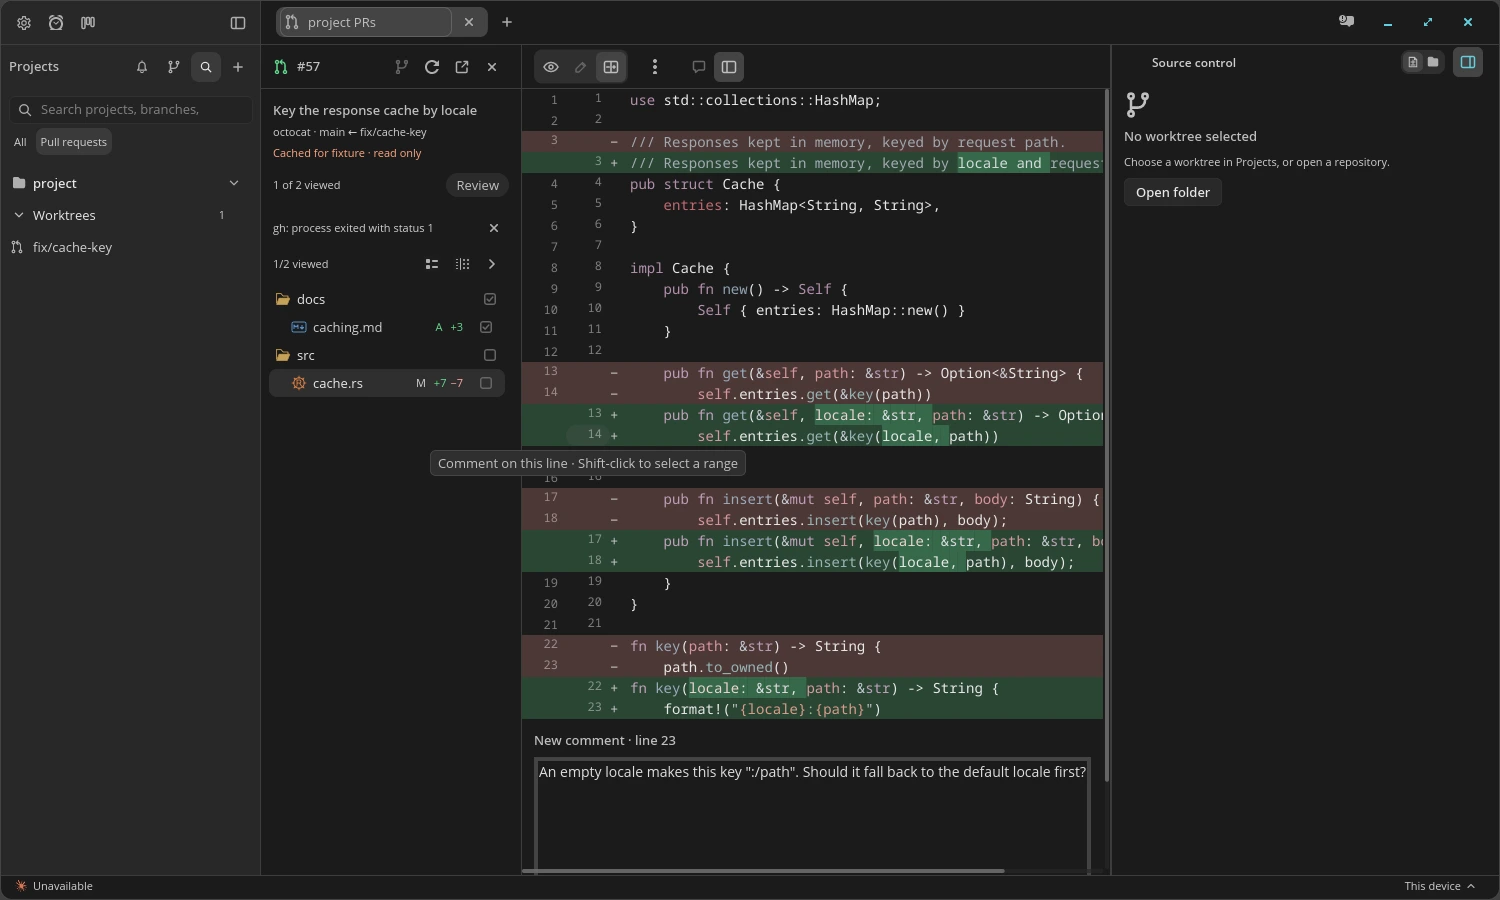 project PRs
Projects
Search projects, branches,
All Pull requests
project
Worktrees 1
fix/cache-key
#57
Key the response cache by locale
octocat · main ← fix/cache-key
Cached for fixture · read only
1 of 2 viewed Review
gh: process exited with status 1
1/2 viewed
docs
caching.md A +3
src
cache.rs M +7 −7
1 1 use std::collections::HashMap;
2 2
3 − /// Responses kept in memory, keyed by request path.
3 + /// Responses kept in memory, keyed by locale and request
4 4 pub struct Cache {
5 5 entries: HashMap<String, String>,
6 6 }
7 7
8 8 impl Cache {
9 9 pub fn new() -> Self {
10 10 Self { entries: HashMap::new() }
11 11 }
12 12
13 − pub fn get(&self, path: &str) -> Option<&String> {
14 − self.entries.get(&key(path))
13 + pub fn get(&self, locale: &str, path: &str) -> Option
14 + self.entries.get(&key(locale, path))
Comment on this line · Shift-click to select a range
16 16
17 − pub fn insert(&mut self, path: &str, body: String) {
18 − self.entries.insert(key(path), body);
17 + pub fn insert(&mut self, locale: &str, path: &str, bo
18 + self.entries.insert(key(locale, path), body);
19 19 }
20 20 }
21 21
22 − fn key(path: &str) -> String {
23 − path.to_owned()
22 + fn key(locale: &str, path: &str) -> String {
23 + format!("{locale}:{path}")
New comment · line 23
An empty locale makes this key ":/path". Should it fall back to the default locale first?
Source control
No worktree selected
Choose a worktree in Projects, or open a repository.
Open folder
Unavailable
This device